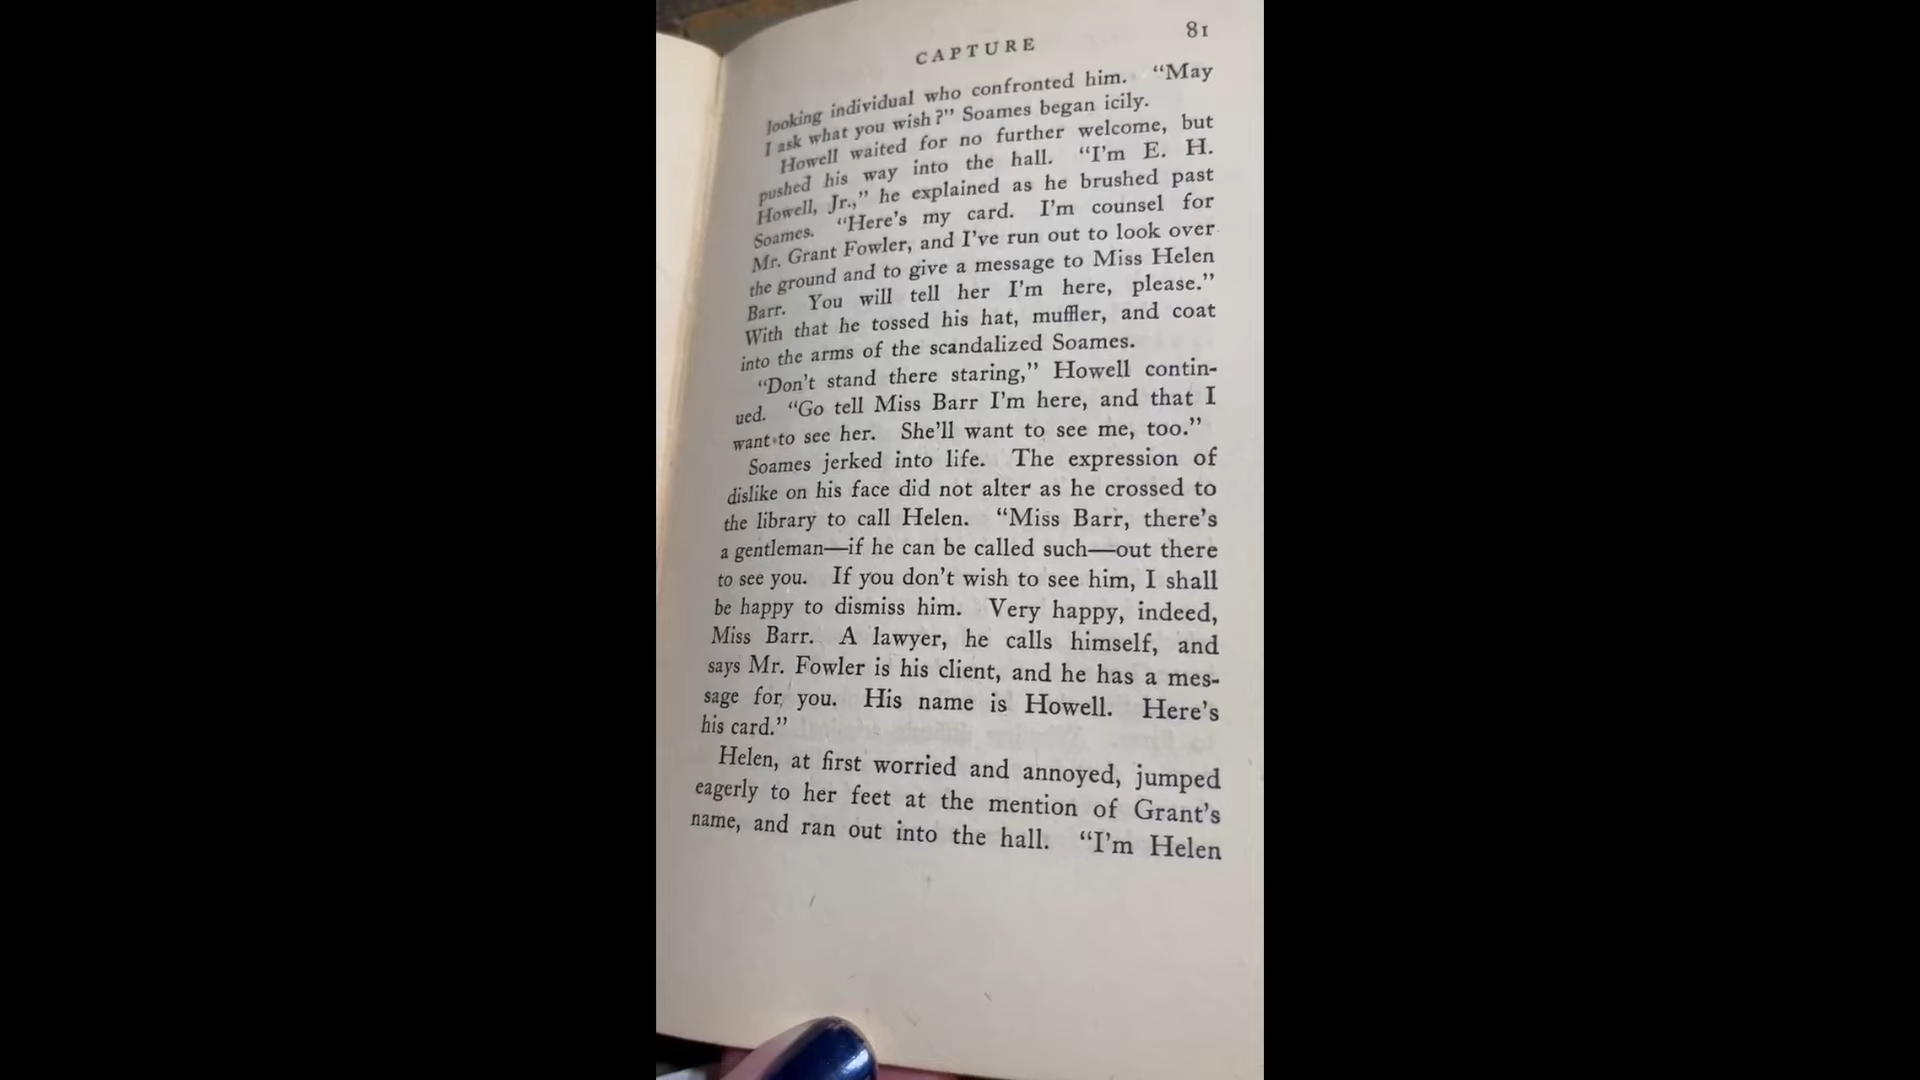 CAPTURE 81
looking individual who confronted him. “May
I ask what you wish?” Soames began icily.
Howell waited for no further welcome, but
pushed his way into the hall. “I’m E. H.
Howell, Jr.,” he explained as he brushed past
Soames. “Here’s my card. I’m counsel for
Mr. Grant Fowler, and I’ve run out to look over
the ground and to give a message to Miss Helen
Barr. You will tell her I’m here, please.”
With that he tossed his hat, muffler, and coat
into the arms of the scandalized Soames.
“Don’t stand there staring,” Howell contin-
ued. “Go tell Miss Barr I’m here, and that I
want to see her. She’ll want to see me, too.”
Soames jerked into life. The expression of
dislike on his face did not alter as he crossed to
the library to call Helen. “Miss Barr, there’s
a gentleman—if he can be called such—out there
to see you. If you don’t wish to see him, I shall
be happy to dismiss him. Very happy, indeed,
Miss Barr. A lawyer, he calls himself, and
says Mr. Fowler is his client, and he has a mes-
sage for you. His name is Howell. Here’s
his card.”
Helen, at first worried and annoyed, jumped
eagerly to her feet at the mention of Grant’s
name, and ran out into the hall. “I’m Helen